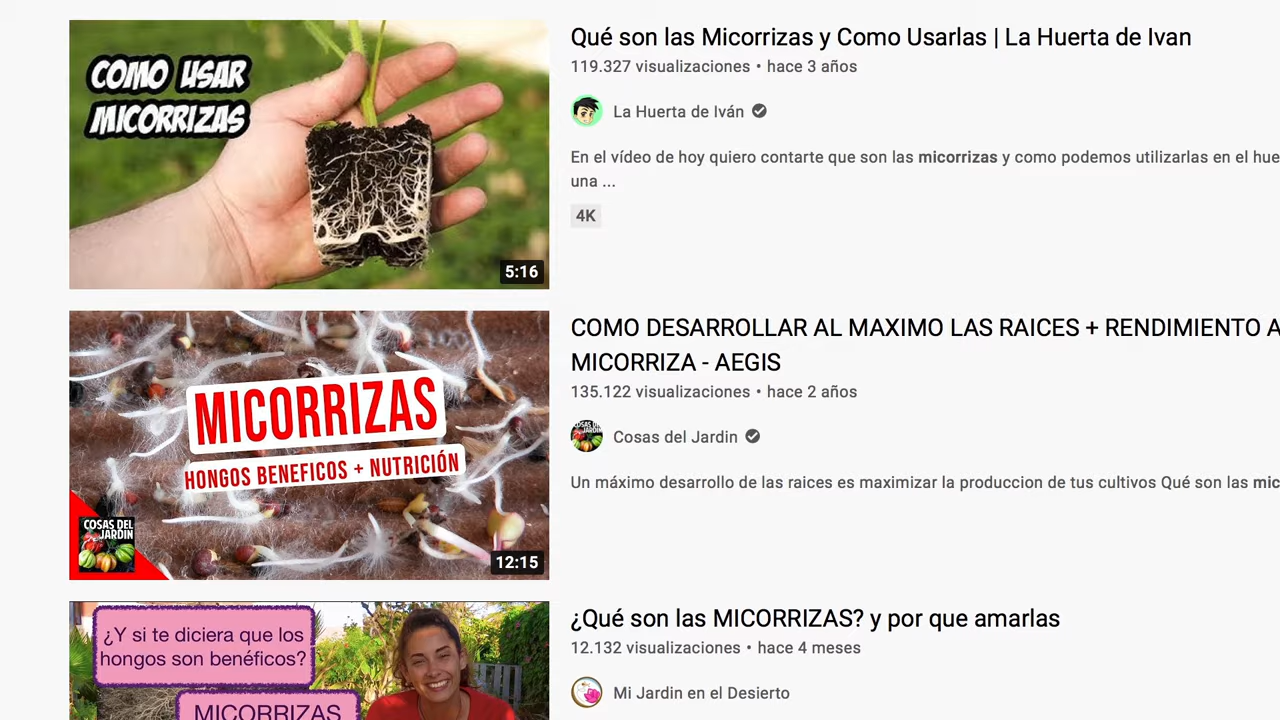 COMO USAR
MICORRIZAS
5:16
Qué son las Micorrizas y Como Usarlas | La Huerta de Ivan
119.327 visualizaciones • hace 3 años
La Huerta de Iván
En el vídeo de hoy quiero contarte que son las micorrizas y como podemos utilizarlas en el hue
una ...
4K
MICORRIZAS
HONGOS BENEFICOS + NUTRICIÓN
COSAS DEL
JARDIN
12:15
COMO DESARROLLAR AL MAXIMO LAS RAICES + RENDIMIENTO A
MICORRIZA - AEGIS
135.122 visualizaciones • hace 2 años
Cosas del Jardin
Un máximo desarrollo de las raices es maximizar la produccion de tus cultivos Qué son las mic
¿Y si te diciera que los
hongos son benéficos?
MICORRIZAS
¿Qué son las MICORRIZAS? y por que amarlas
12.132 visualizaciones • hace 4 meses
Mi Jardin en el Desierto